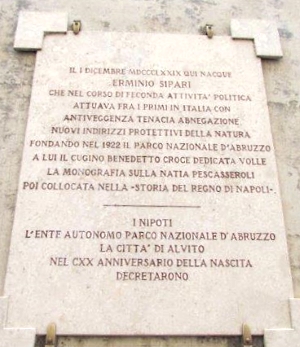 IL I DICEMBRE MDCCCLXXIX QUI NACQUE
ERMINIO SIPARI
CHE NEL CORSO DI FECONDA ATTIVITA' POLITICA
ATTUAVA FRA I PRIMI IN ITALIA CON
ANTIVEGGENZA TENACIA ABNEGAZIONE
NUOVI INDIRIZZI PROTETTIVI DELLA NATURA
FONDANDO NEL 1922 IL PARCO NAZIONALE D'ABRUZZO
A LUI IL CUGINO BENEDETTO CROCE DEDICATA VOLLE
LA MONOGRAFIA SULLA NATIA PESCASSEROLI
POI COLLOCATA NELLA -STORIA DEL REGNO DI NAPOLI-.
I NIPOTI
L'ENTE AUTONOMO PARCO NAZIONALE D'ABRUZZO
LA CITTA' DI ALVITO
NEL CXX ANNIVERSARIO DELLA NASCITA
DECRETARONO